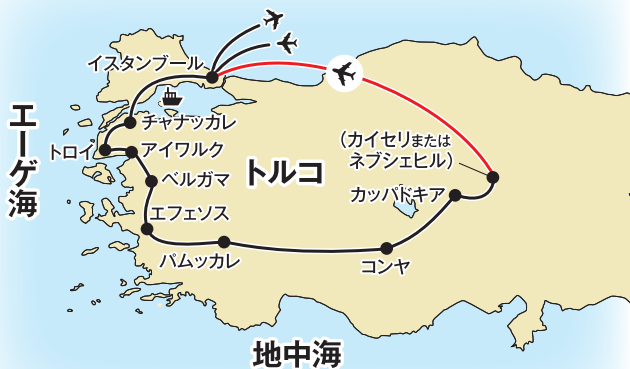 イスタンブール
チャナッカレ
トロイ
アイワルク
ベルガマ
エフェソス
パムッカレ
コンヤ
カッパドキア
（カイセリまたは
ネブシェヒル）
トルコ
エーゲ海
地中海